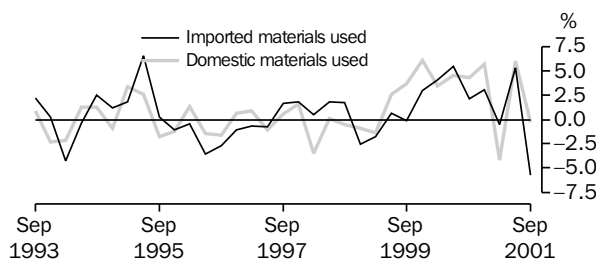 %
Imported materials used
Domestic materials used
7.5
5.0
2.5
0.0
−2.5
−5.0
−7.5
Sep Sep Sep Sep Sep
1993 1995 1997 1999 2001